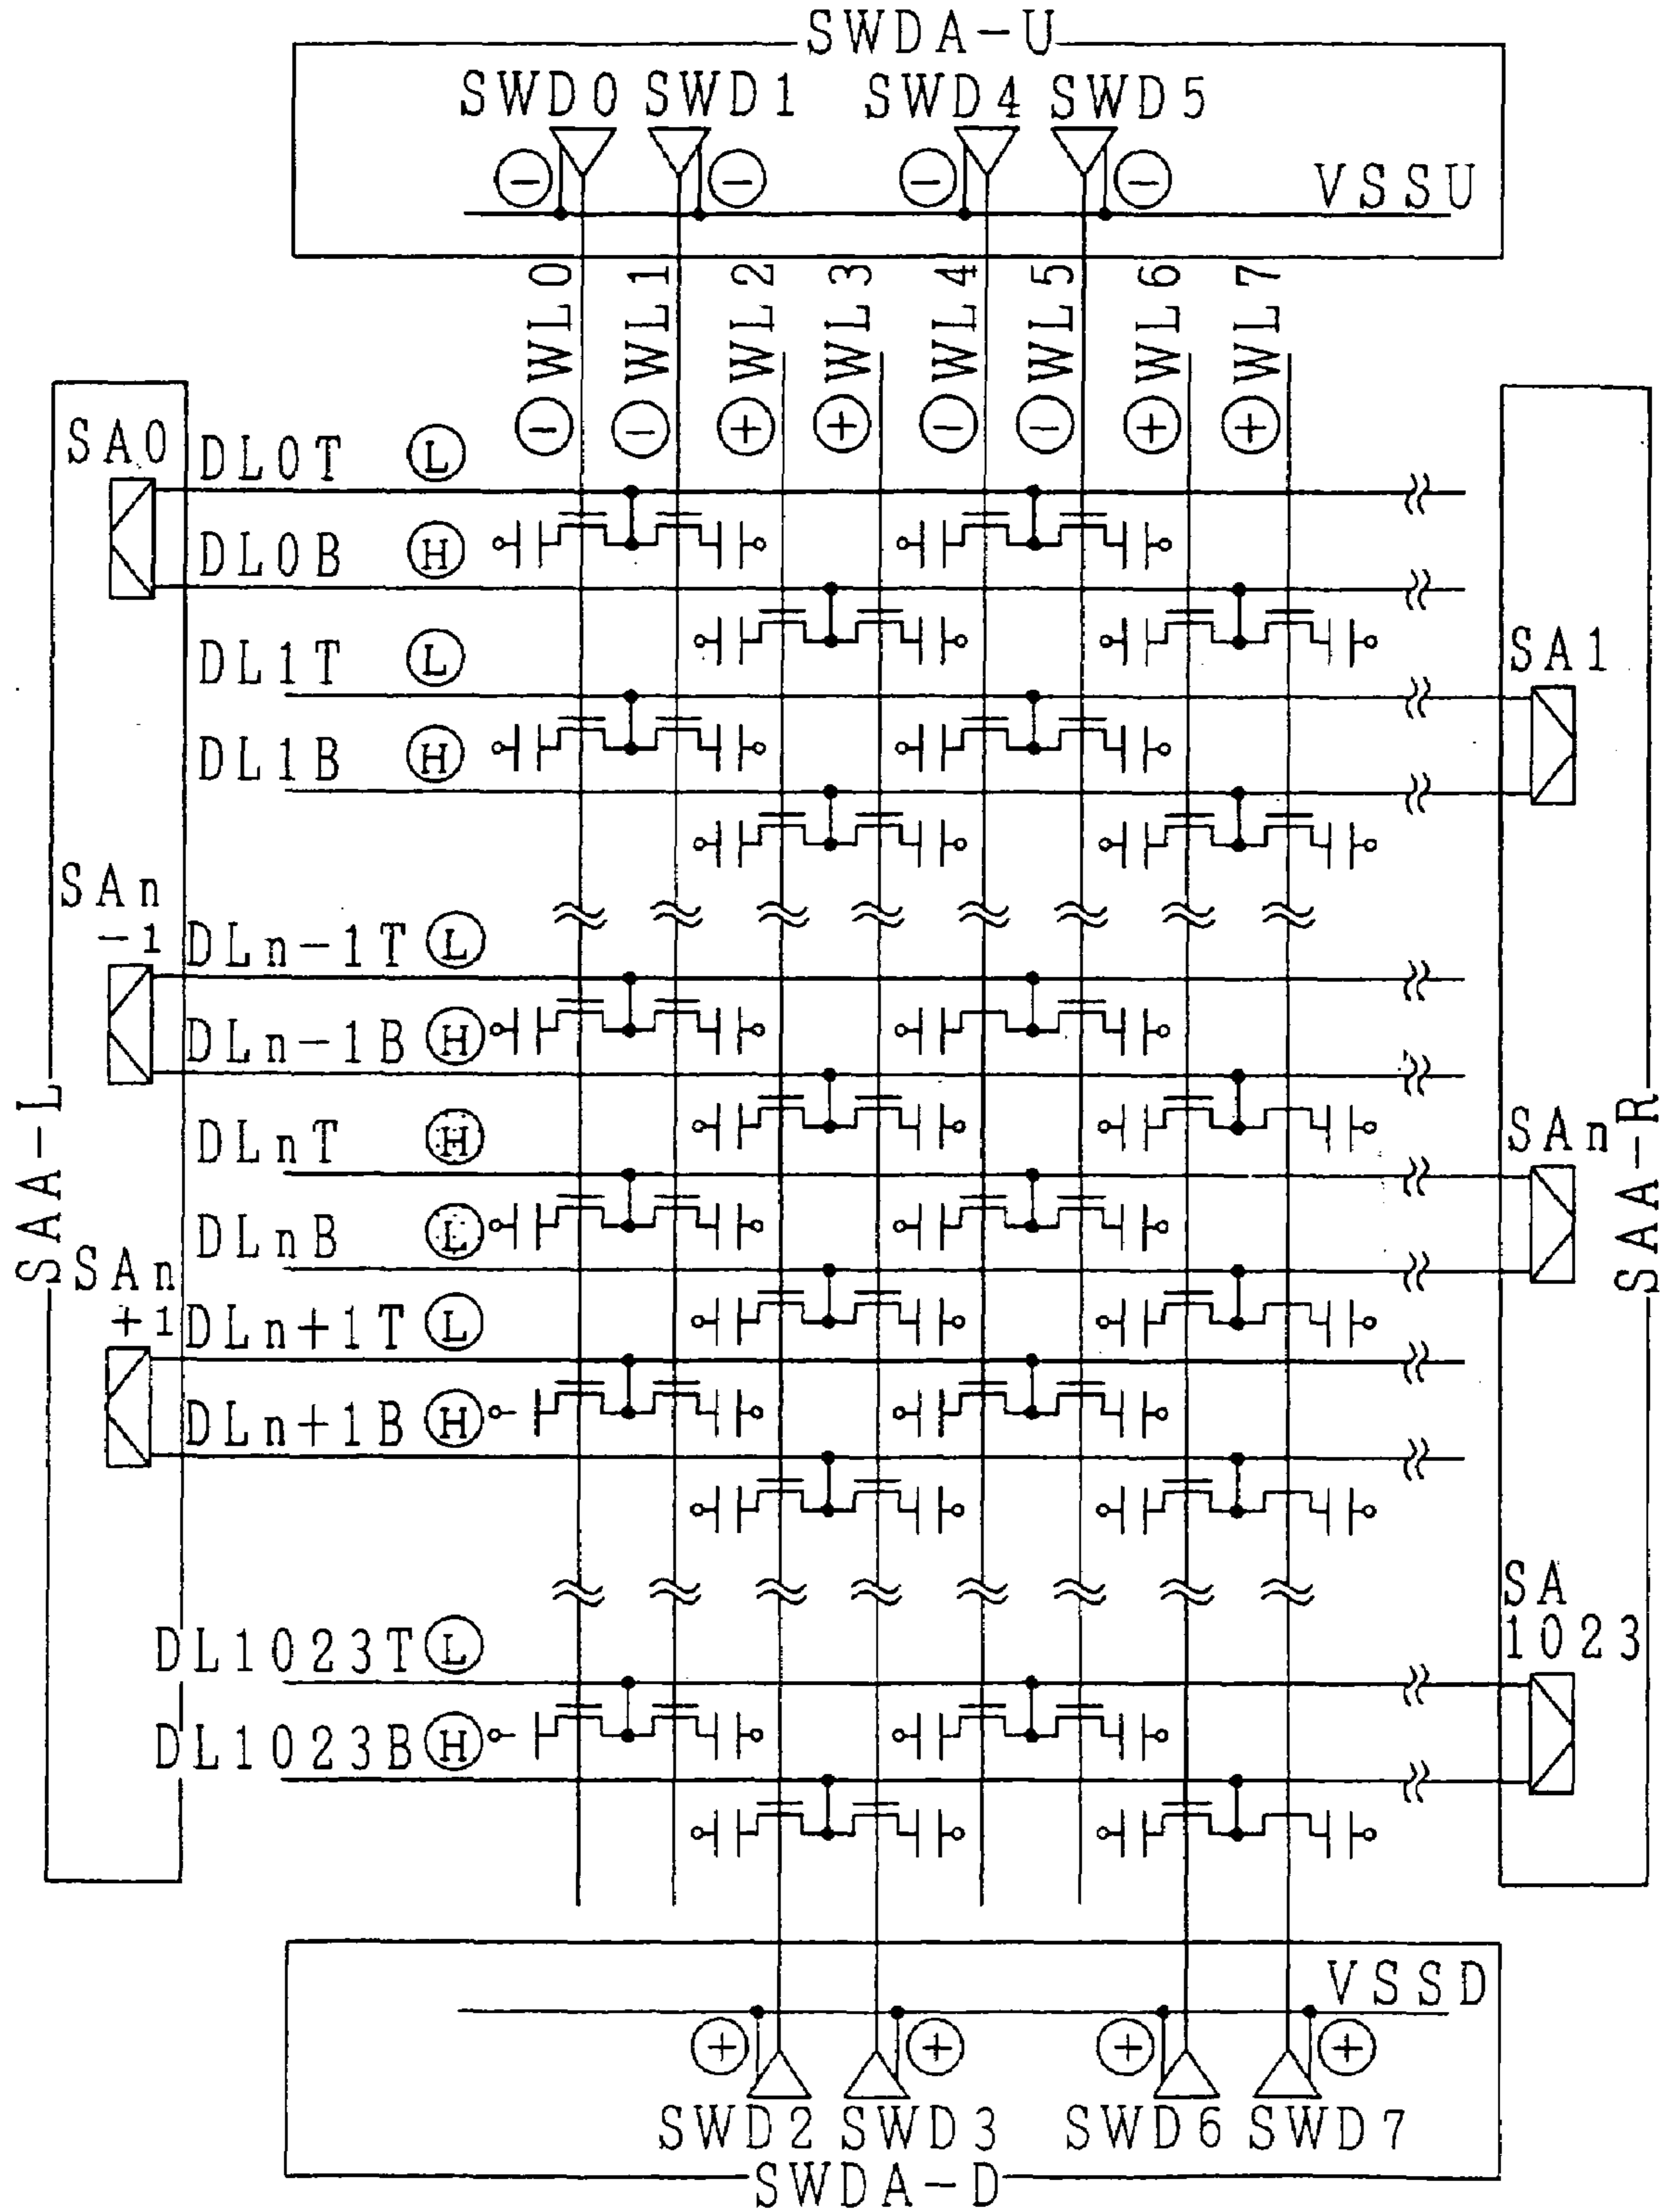 SWDA-U
SWD0 SWD1 SWD4 SWD5
− − − −
VSSU
WL0 WL1 WL2 WL3 WL4 WL5 WL6 WL7
− − + + − − + +
SA0
DL0T L
DL0B H
DL1T L
SA1
DL1B H
SAn
-1
DLn-1T L
DLn-1B H
DLnT H
SAn
DLnB L
SAn
+1
DLn+1T L
DLn+1B H
SAA-L
SAA-R
SA
1023
DL1023T L
DL1023B H
VSSD
+ + + +
SWD2 SWD3 SWD6 SWD7
SWDA-D